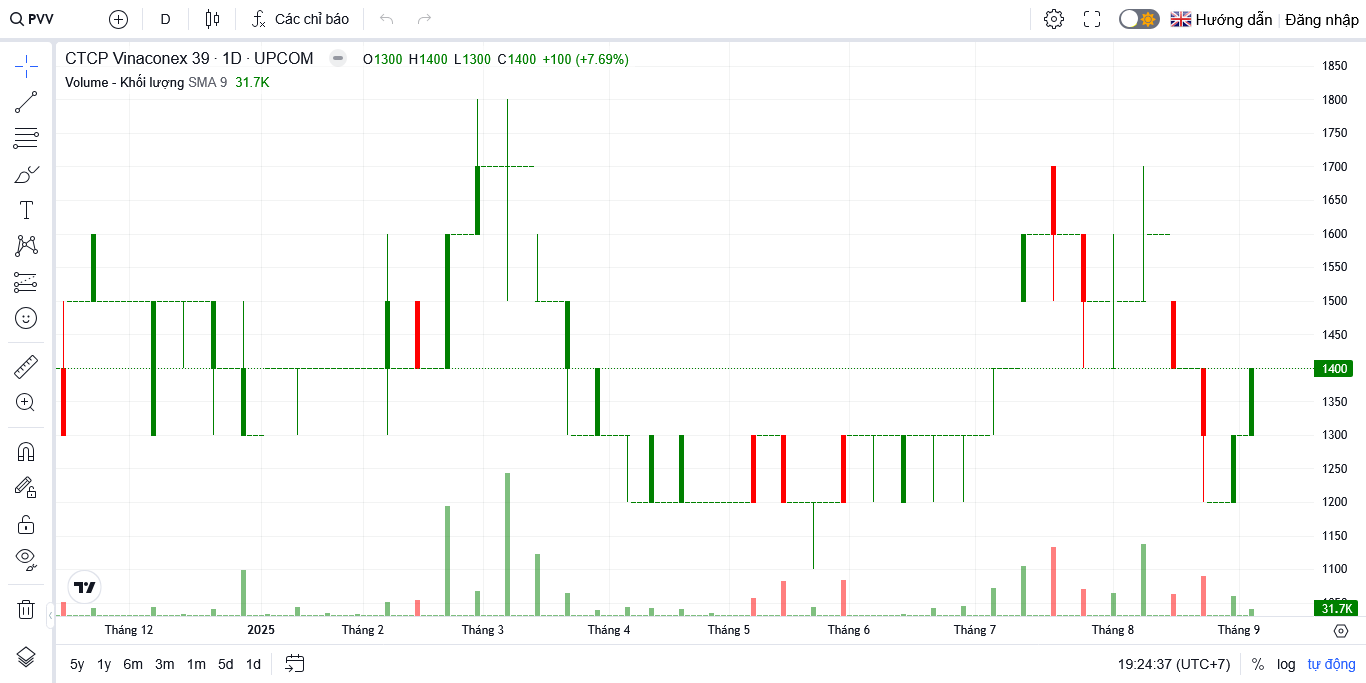 PVV D Các chỉ báo Hướng dẫn Đăng nhập
CTCP Vinaconex 39 · 1D · UPCOM O1300 H1400 L1300 C1400 +100 (+7.69%)
Volume - Khối lượng SMA 9 31.7K
1850
1800
1750
1700
1650
1600
1550
1500
1450
1400
1350
1300
1250
1200
1150
1100
31.7K
Tháng 12 2025 Tháng 2 Tháng 3 Tháng 4 Tháng 5 Tháng 6 Tháng 7 Tháng 8 Tháng 9
5y 1y 6m 3m 1m 5d 1d 19:24:37 (UTC+7) % log tự động